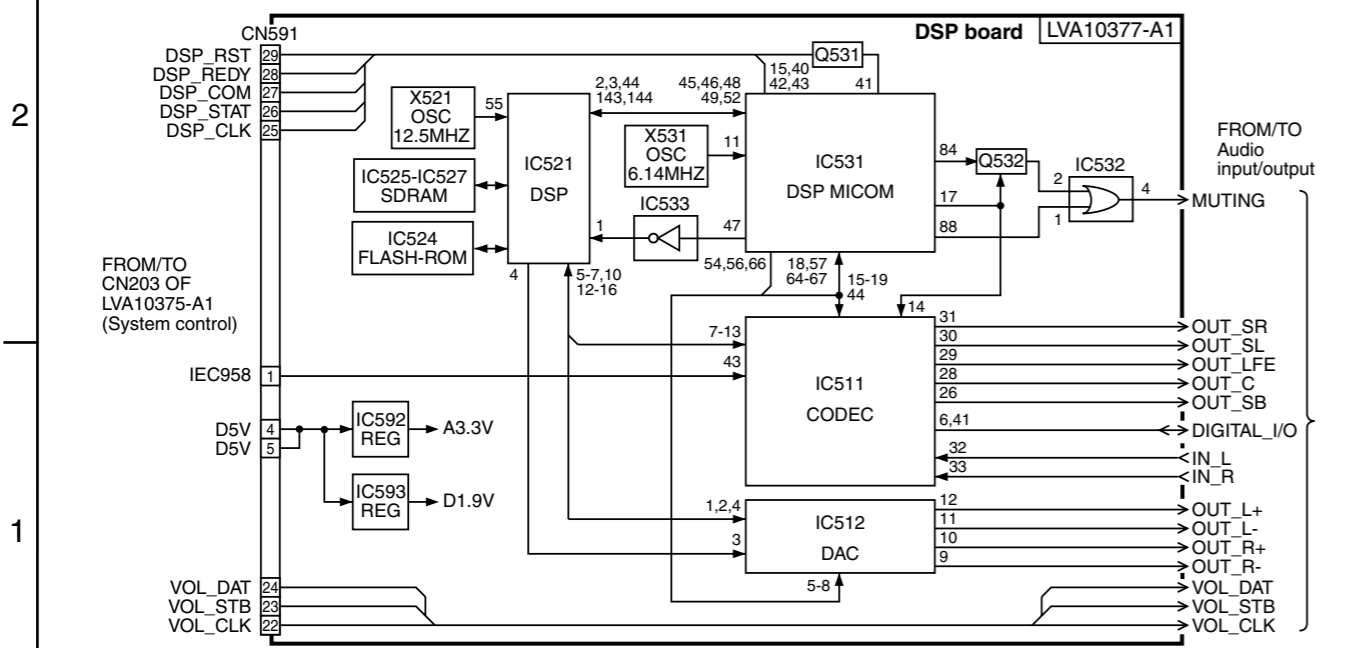 DSP board
LVA10377-A1
CN591
DSP_RST 29
DSP_REDY 28
DSP_COM 27
DSP_STAT 26
DSP_CLK 25
2
X521
OSC
12.5MHZ
55
2,3,44
143,144
45,46,48
49,52
15,40
42,43
Q531
41
IC521
DSP
X531
OSC
6.14MHZ
11
IC531
DSP MICOM
84
Q532
17
88
IC532
2
1
4
FROM/TO
Audio
input/output
MUTING
IC525-IC527
SDRAM
IC524
FLASH-ROM
IC533
1
47
4
5-7,10
12-16
54,56,66
18,57
64-67
15-19
44
14
FROM/TO
CN203 OF
LVA10375-A1
(System control)
7-13
43
IC511
CODEC
31
OUT_SR
30
OUT_SL
29
OUT_LFE
28
OUT_C
26
OUT_SB
6,41
DIGITAL_I/O
32
IN_L
33
IN_R
IEC958 1
D5V 4
D5V 5
IC592
REG
A3.3V
IC593
REG
D1.9V
1
1,2,4
3
IC512
DAC
5-8
12
OUT_L+
11
OUT_L-
10
OUT_R+
9
OUT_R-
VOL_DAT 24
VOL_STB 23
VOL_CLK 22
VOL_DAT
VOL_STB
VOL_CLK